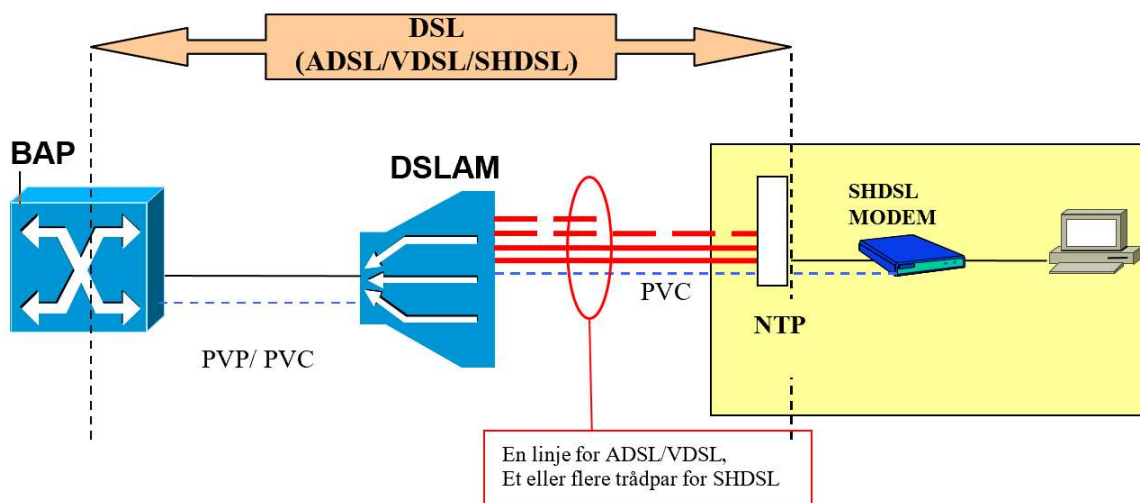 DSL
(ADSL/VDSL/SHDSL)
BAP
DSLAM
SHDSL
MODEM
PVC
NTP
PVP/ PVC
En linje for ADSL/VDSL,
Et eller flere trådpar for SHDSL